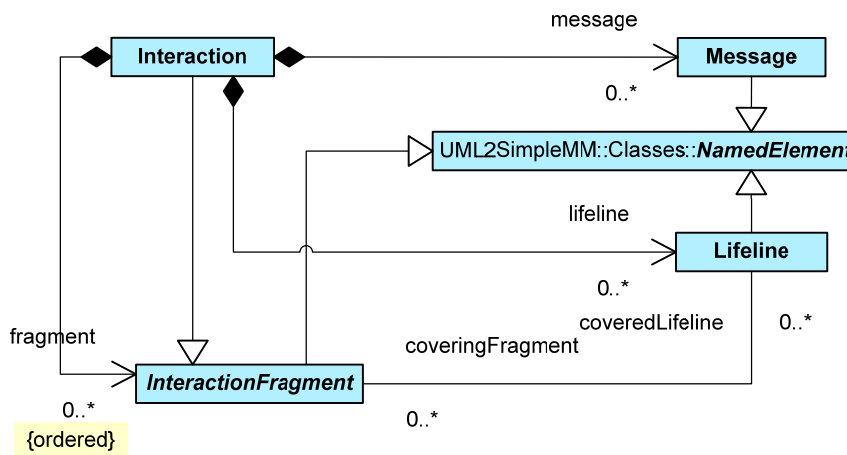 message
Interaction
Message
0..*
UML2SimpleMM::Classes::NamedElement
lifeline
Lifeline
0..*
fragment
coveringFragment
coveredLifeline
0..*
InteractionFragment
0..*
0..*
{ordered}